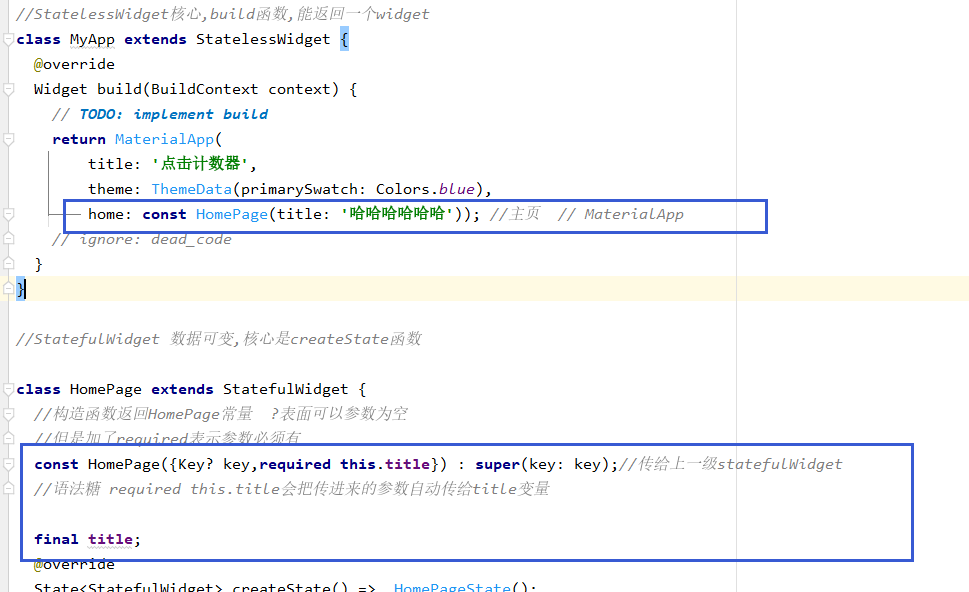 //StatelessWidget核心,build函数,能返回一个widget
class MyApp extends StatelessWidget {
@override
Widget build(BuildContext context) {
// TODO: implement build
return MaterialApp(
title: '点击计数器',
theme: ThemeData(primarySwatch: Colors.blue),
home: const HomePage(title: '哈哈哈哈哈哈')); //主页 // MaterialApp
// ignore: dead_code
}
}
//StatefulWidget 数据可变,核心是createState函数
class HomePage extends StatefulWidget {
//构造函数返回HomePage常量 ?表面可以参数为空
//但是加了required表示参数必须有
const HomePage({Key? key,required this.title}) : super(key: key);//传给上一级statefulWidget
//语法糖 required this.title会把传进来的参数自动传给title变量
final title;
@override
State<StatefulWidget> createState() => HomePageState();